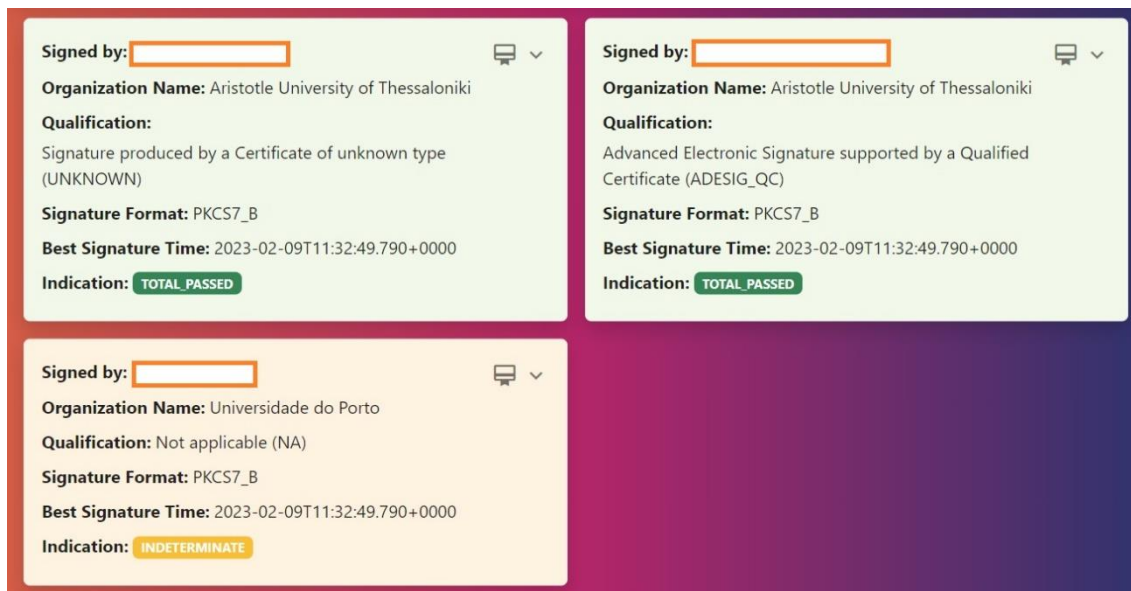 Signed by:
Organization Name: Aristotle University of Thessaloniki
Qualification:
Signature produced by a Certificate of unknown type
(UNKNOWN)
Signature Format: PKCS7_B
Best Signature Time: 2023-02-09T11:32:49.790+0000
Indication: TOTAL_PASSED
Signed by:
Organization Name: Aristotle University of Thessaloniki
Qualification:
Advanced Electronic Signature supported by a Qualified
Certificate (ADESIG_QC)
Signature Format: PKCS7_B
Best Signature Time: 2023-02-09T11:32:49.790+0000
Indication: TOTAL_PASSED
Signed by:
Organization Name: Universidade do Porto
Qualification: Not applicable (NA)
Signature Format: PKCS7_B
Best Signature Time: 2023-02-09T11:32:49.790+0000
Indication: INDETERMINATE